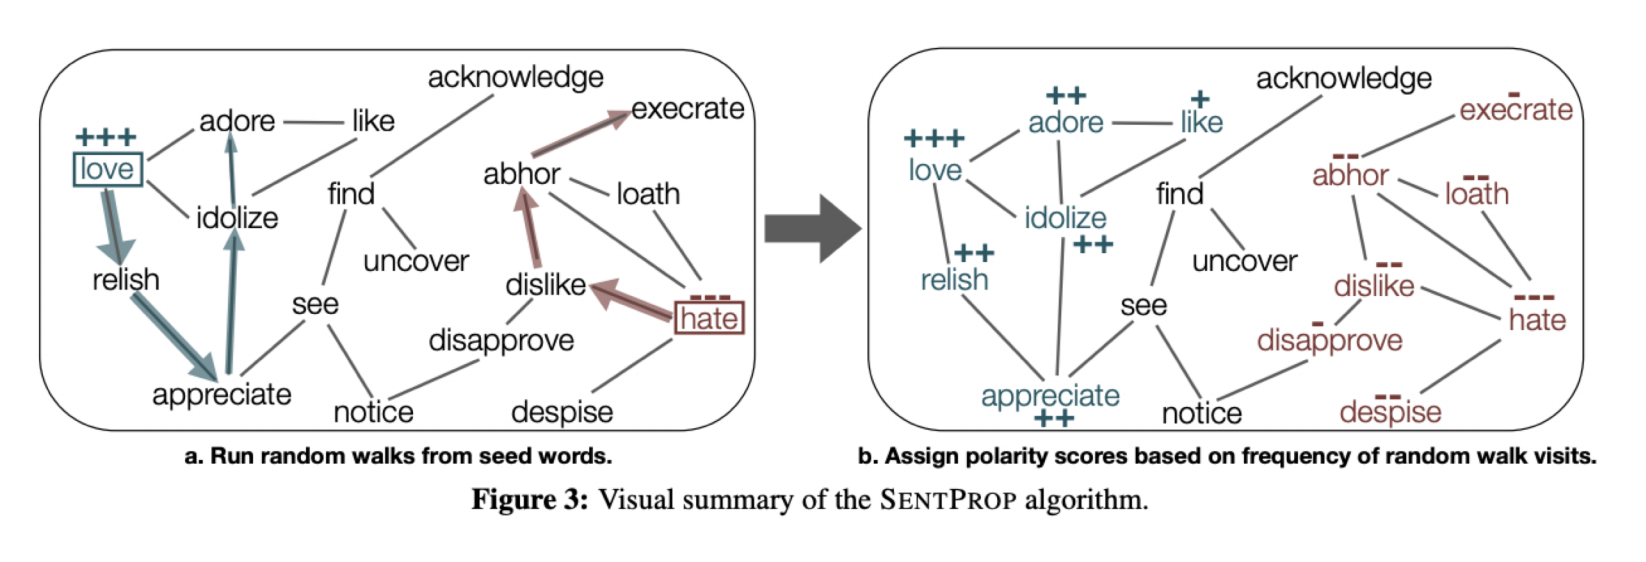 acknowledge
execrate
adore
like
+++
love
abhor
loath
find
idolize
uncover
relish
dislike
---
hate
see
disapprove
appreciate
notice
despise
acknowledge
++
+
-
execrate
adore
like
+++
love
--
abhor
--
loath
find
idolize
++
++
uncover
relish
--
dislike
---
hate
see
-
disapprove
appreciate
++
notice
--
despise
a. Run random walks from seed words.
b. Assign polarity scores based on frequency of random walk visits.
Figure 3: Visual summary of the SENTPROP algorithm.